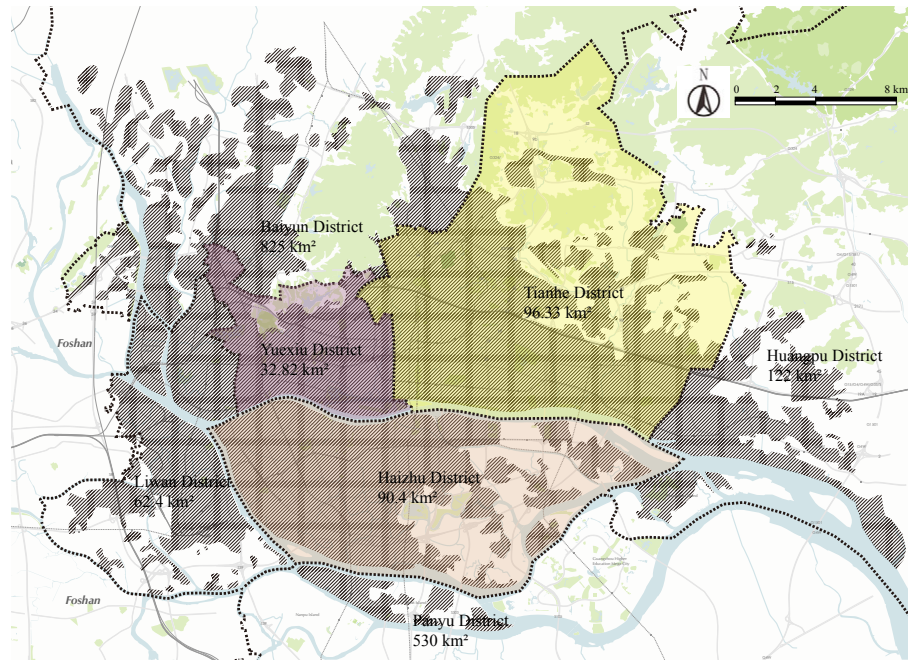 N
0 2 4 8 km
Baiyun District
825 km²
Tianhe District
96.33 km²
Foshan
Yuexiu District
32.82 km²
Huangpu District
122 km²
Liwan District
62.4 km²
Haizhu District
90.4 km²
Foshan
Panyu District
530 km²